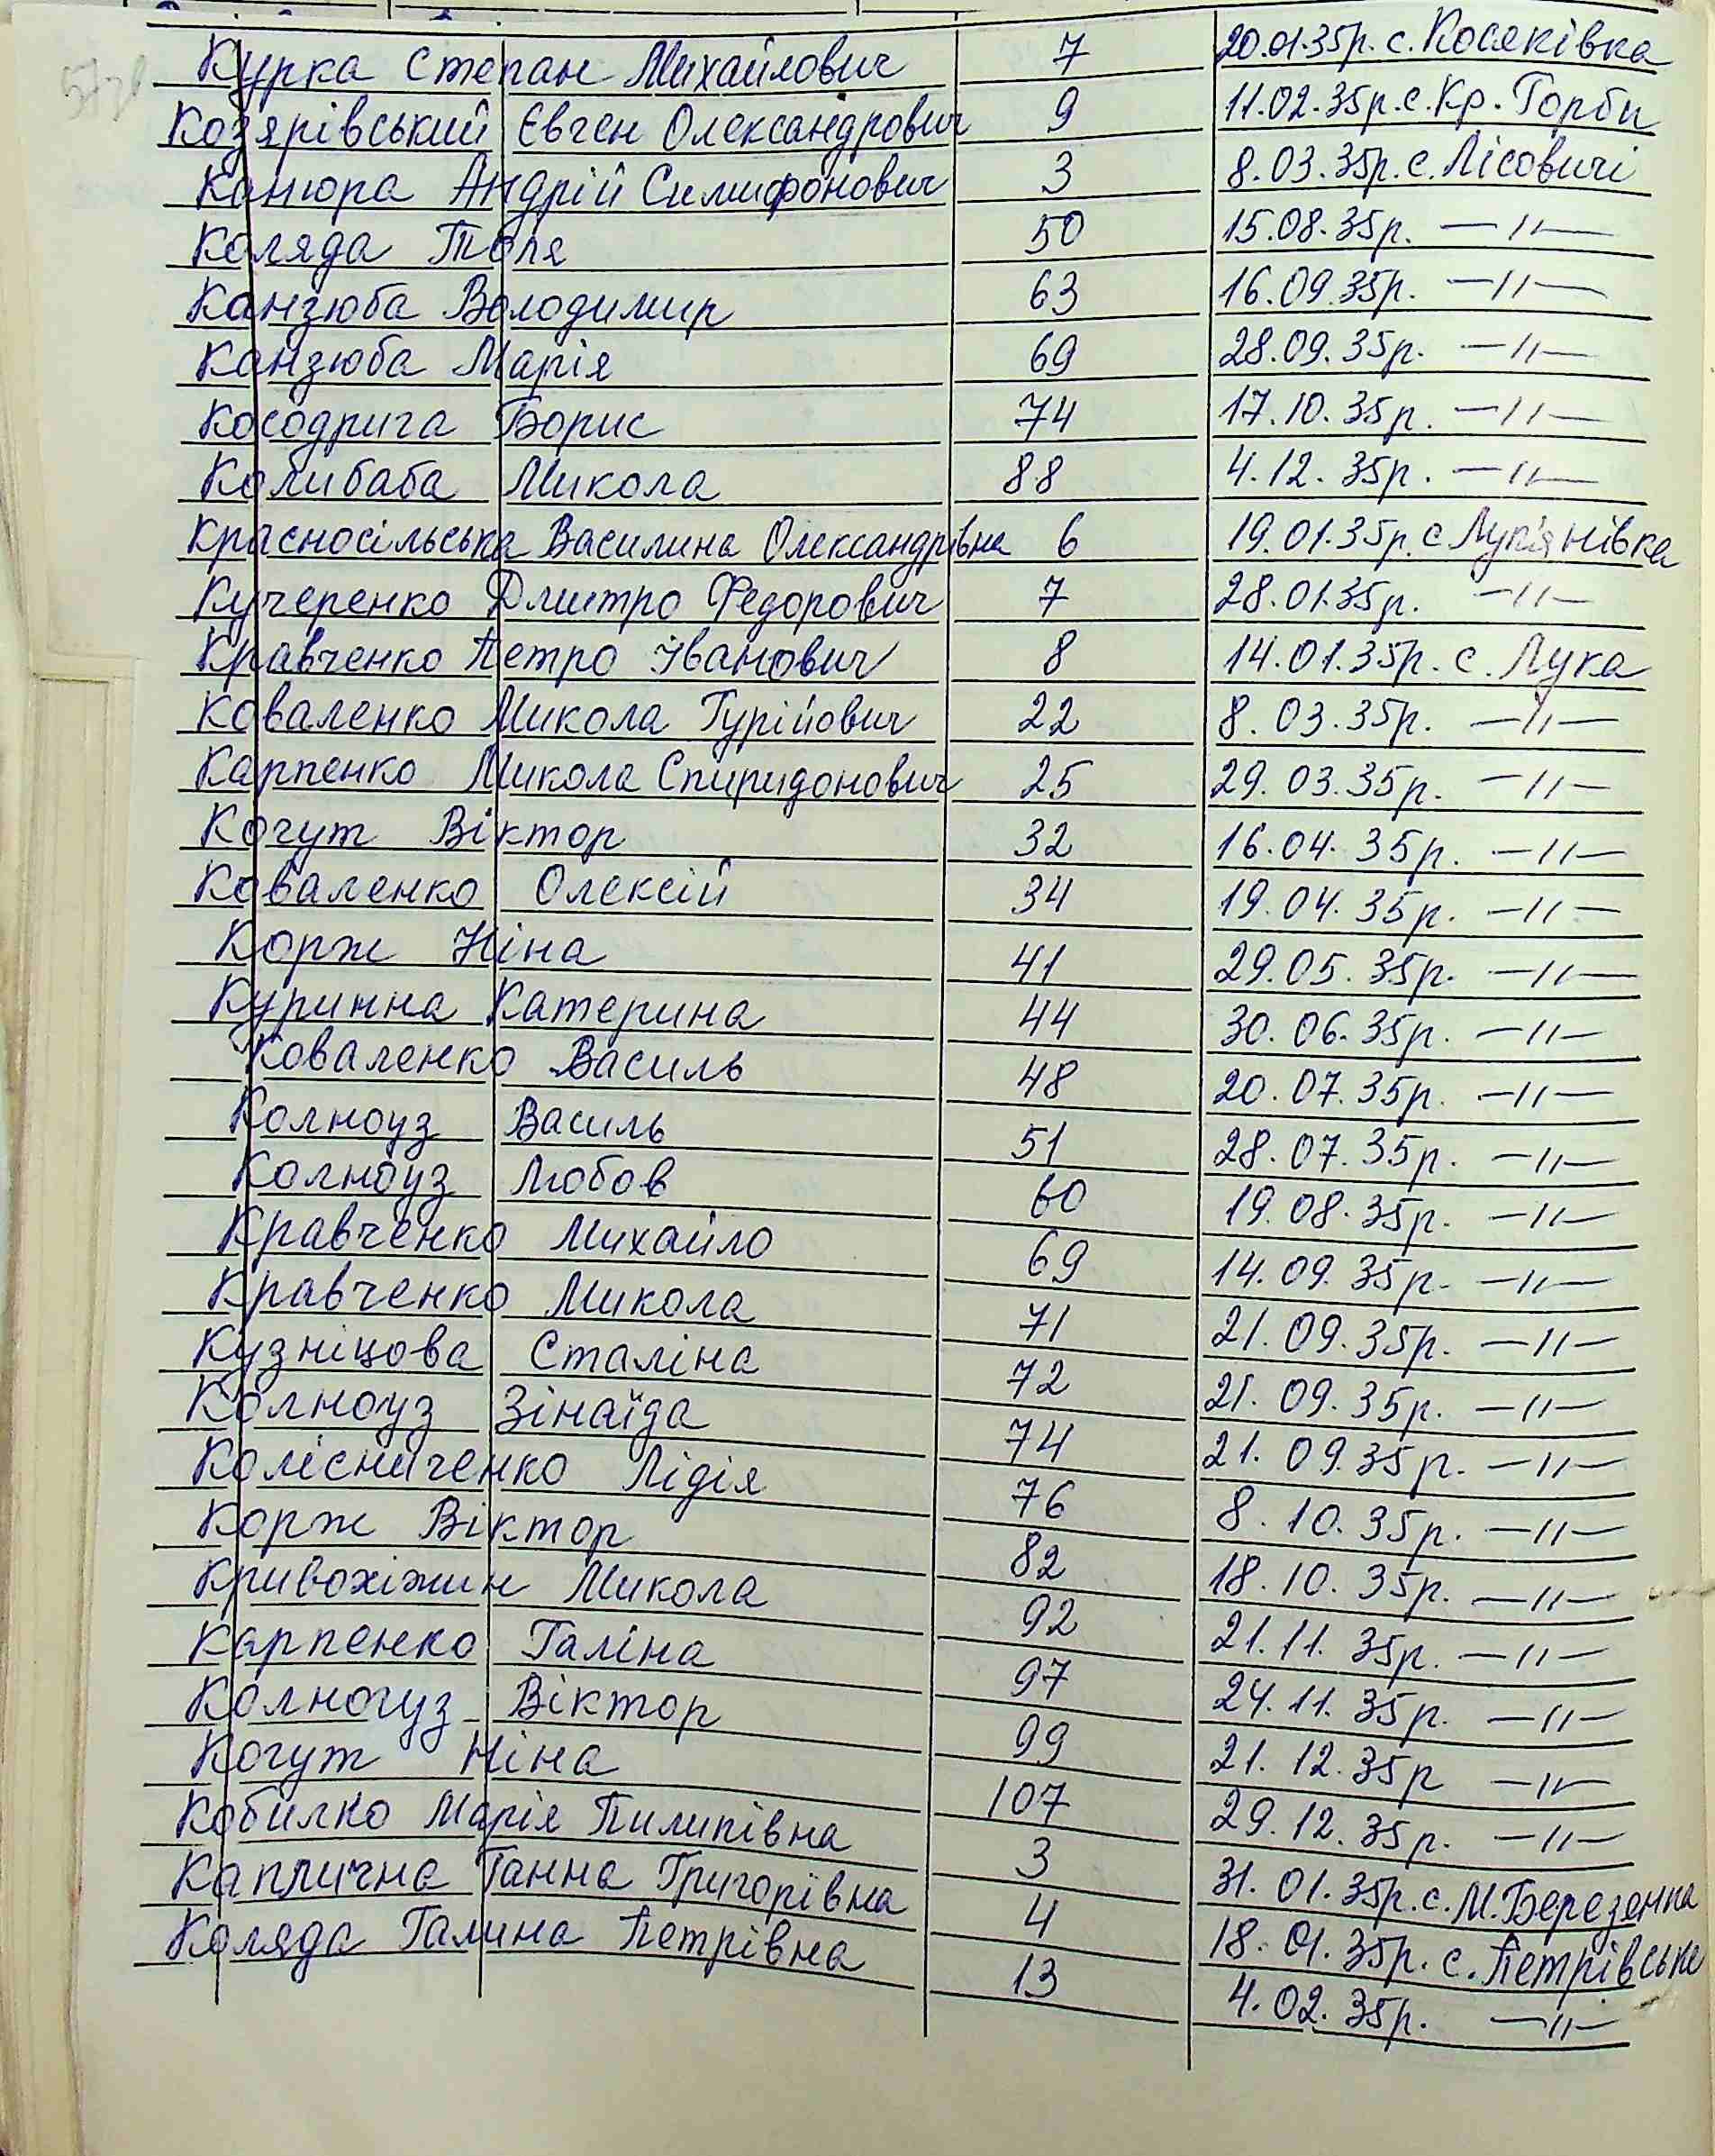 Курка Степан Михайлович 7 20.01.35р. с. Косяківка
Козярівський Євген Олександрович 9 11.02.35р. с. Кр. Горби
Канюра Андрій Симифонович 3 8.03.35р. с. Лісовичі
Коляда Толя 50 15.08.35р. —〃—
Канзюба Володимир 63 16.09.35р. —〃—
Канзюба Марія 69 28.09.35р. —〃—
Косодрига Борис 74 17.10.35р. —〃—
Колибаба Микола 88 4.12.35р. —〃—
Красносільська Василина Олександрівна 6 19.01.35р. с Лук'янівка
Кучеренко Дмитро Федорович 7 28.01.35р. —〃—
Кравченко Петро Іванович 8 14.01.35р. с. Лука
Коваленко Микола Гурійович 22 8.03.35р. —〃—
Карпенко Микола Спиридонович 25 29.03.35р. —〃—
Когут Віктор 32 16.04.35р. —〃—
Коваленко Олексій 34 19.04.35р. —〃—
Корж Ніна 41 29.05.35р. —〃—
Куринна Катерина 44 30.06.35р. —〃—
Коваленко Василь 48 20.07.35р. —〃—
Колноуз Василь 51 28.07.35р. —〃—
Колноуз Любов 60 19.08.35р. —〃—
Кравченко Михайло 69 14.09.35р. —〃—
Кравченко Микола 71 21.09.35р. —〃—
Кузніцова Сталіна 72 21.09.35р. —〃—
Колноуз Зінаїда 74 21.09.35р. —〃—
Колісниченко Лідія 76 8.10.35р. —〃—
Корж Віктор 82 18.10.35р. —〃—
Кривохіжин Микола 92 21.11.35р. —〃—
Карпенко Галіна 97 24.11.35р. —〃—
Колногуз Віктор 99 21.12.35р —〃—
Когут Ніна 107 29.12.35р. —〃—
Кобилко Марія Пилипівна 3 31.01.35р. с. М. Березянка
Каплична Ганна Григорівна 4 18.01.35р. с. Петрівське
Коляда Галина Петрівна 13 4.02.35р. —〃—